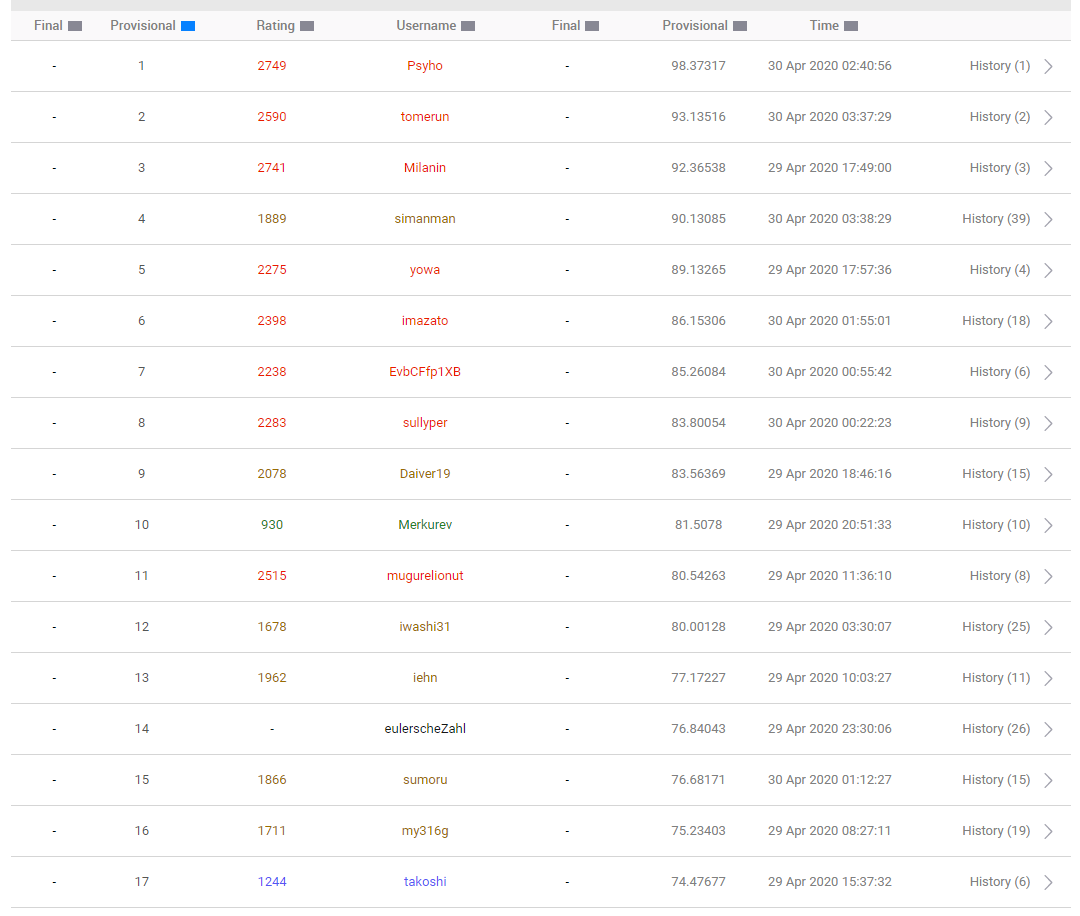 Final Provisional Rating Username Final Provisional Time
- 1 2749 Psyho - 98.37317 30 Apr 2020 02:40:56 History (1)
- 2 2590 tomerun - 93.13516 30 Apr 2020 03:37:29 History (2)
- 3 2741 Milanin - 92.36538 29 Apr 2020 17:49:00 History (3)
- 4 1889 simanman - 90.13085 30 Apr 2020 03:38:29 History (39)
- 5 2275 yowa - 89.13265 29 Apr 2020 17:57:36 History (4)
- 6 2398 imazato - 86.15306 30 Apr 2020 01:55:01 History (18)
- 7 2238 EvbCFfp1XB - 85.26084 30 Apr 2020 00:55:42 History (6)
- 8 2283 sullyper - 83.80054 30 Apr 2020 00:22:23 History (9)
- 9 2078 Daiver19 - 83.56369 29 Apr 2020 18:46:16 History (15)
- 10 930 Merkurev - 81.5078 29 Apr 2020 20:51:33 History (10)
- 11 2515 mugurelionut - 80.54263 29 Apr 2020 11:36:10 History (8)
- 12 1678 iwashi31 - 80.00128 29 Apr 2020 03:30:07 History (25)
- 13 1962 iehn - 77.17227 29 Apr 2020 10:03:27 History (11)
- 14 - eulerscheZahl - 76.84043 29 Apr 2020 23:30:06 History (26)
- 15 1866 sumoru - 76.68171 30 Apr 2020 01:12:27 History (15)
- 16 1711 my316g - 75.23403 29 Apr 2020 08:27:11 History (19)
- 17 1244 takoshi - 74.47677 29 Apr 2020 15:37:32 History (6)